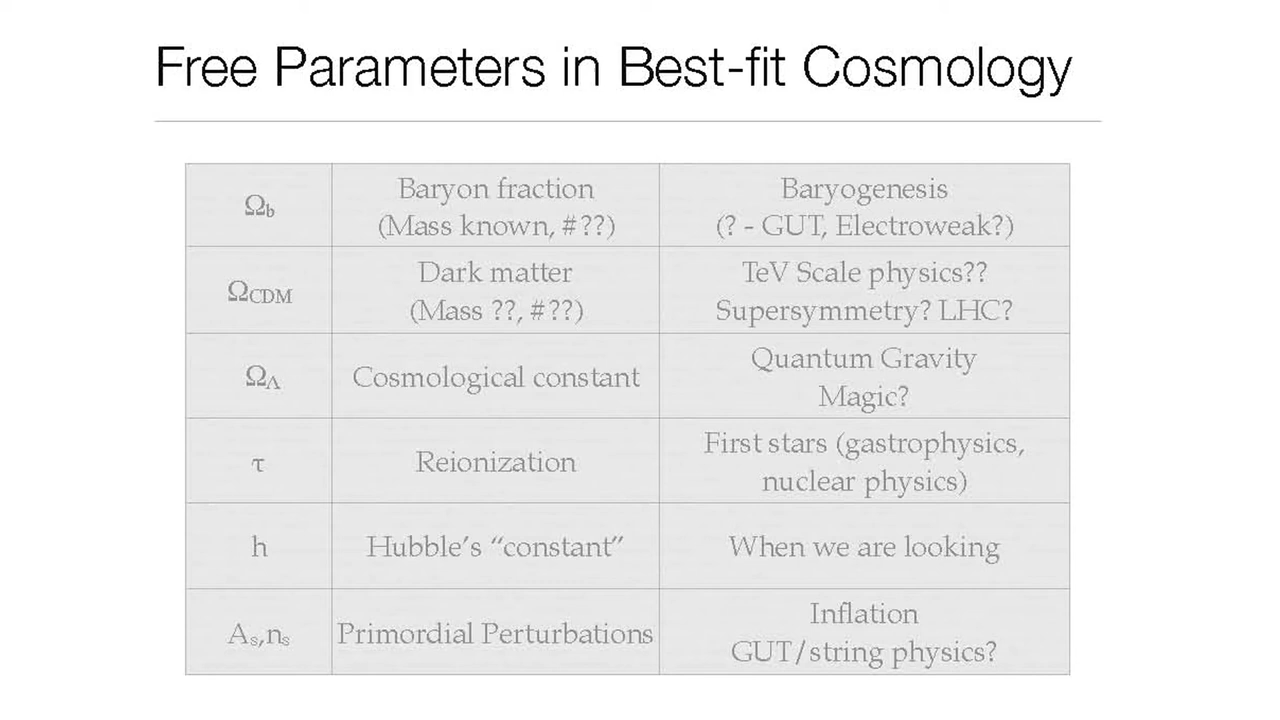 Free Parameters in Best-fit Cosmology
Ωb
Baryon fraction
(Mass known, #??)
Baryogenesis
(? - GUT, Electroweak?)
ΩCDM
Dark matter
(Mass ??, #??)
TeV Scale physics??
Supersymmetry? LHC?
ΩΛ
Cosmological constant
Quantum Gravity
Magic?
τ
Reionization
First stars (gastrophysics,
nuclear physics)
h
Hubble’s “constant”
When we are looking
As,ns
Primordial Perturbations
Inflation
GUT/string physics?